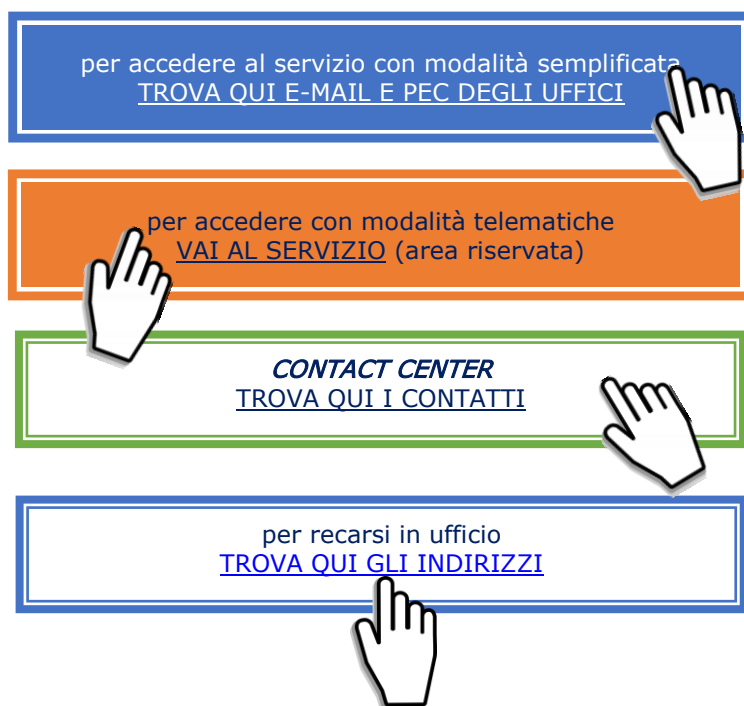 per accedere al servizio con modalità semplificata
TROVA QUI E-MAIL E PEC DEGLI UFFICI
per accedere con modalità telematiche
VAI AL SERVIZIO (area riservata)
CONTACT CENTER
TROVA QUI I CONTATTI
per recarsi in ufficio
TROVA QUI GLI INDIRIZZI